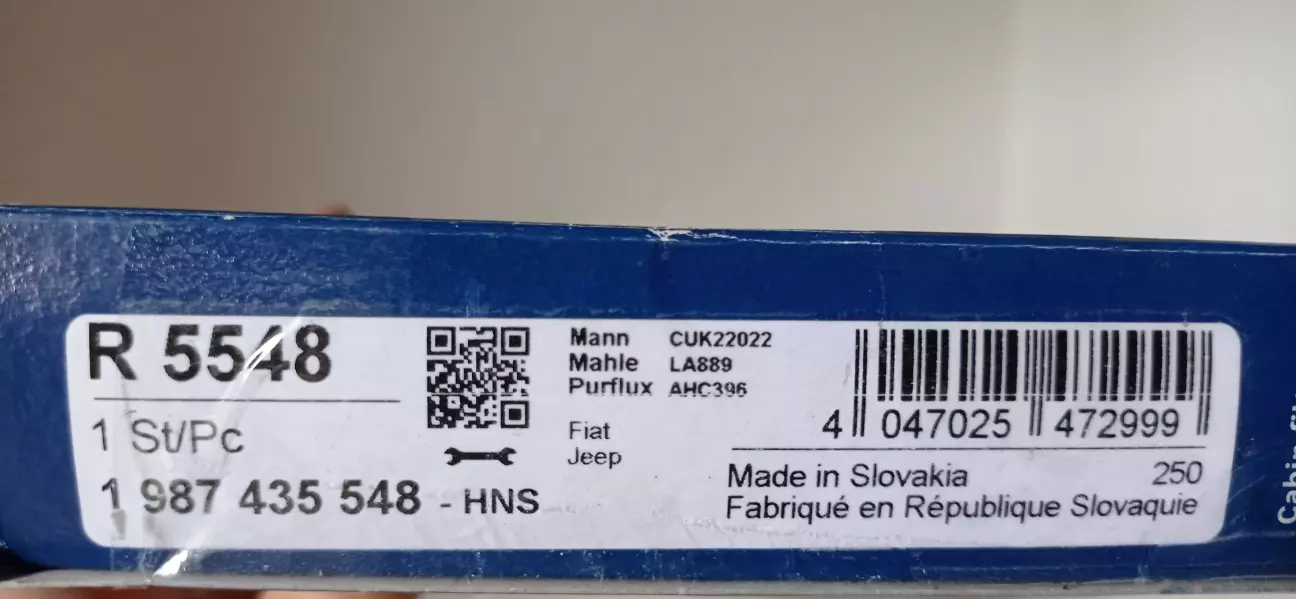 R 5548
1 St/Pc
1 987 435 548 - HNS
Mann CUK22022
Mahle LA889
Purflux AHC396
Fiat
Jeep
4 047025 472999
Made in Slovakia 250
Fabriqué en République Slovaquie
Cabin